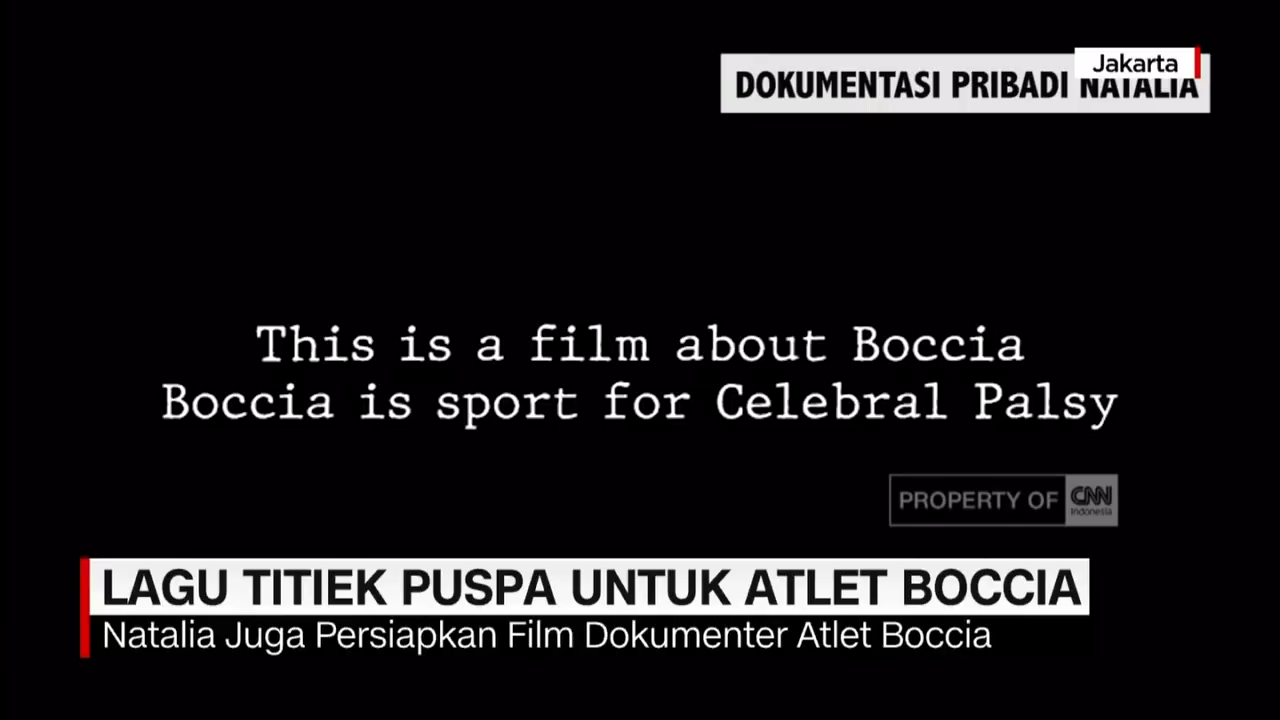 Jakarta
DOKUMENTASI PRIBADI NATALIA
This is a film about Boccia
Boccia is sport for Celebral Palsy
PROPERTY OF CNN Indonesia
LAGU TITIEK PUSPA UNTUK ATLET BOCCIA
Natalia Juga Persiapkan Film Dokumenter Atlet Boccia